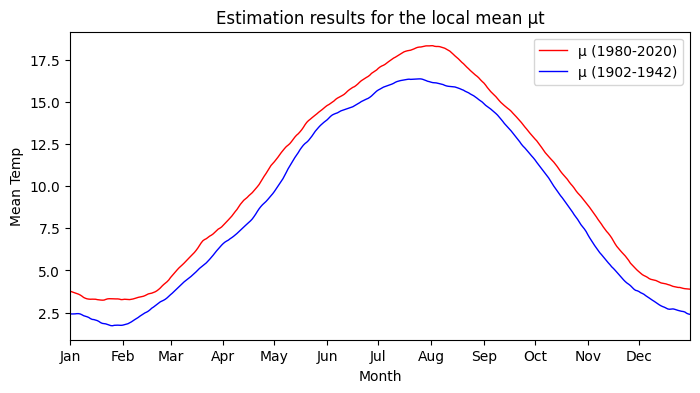 Estimation results for the local mean μt
μ (1980-2020)
μ (1902-1942)
Mean Temp
17.5
15.0
12.5
10.0
7.5
5.0
2.5
Jan Feb Mar Apr May Jun Jul Aug Sep Oct Nov Dec
Month